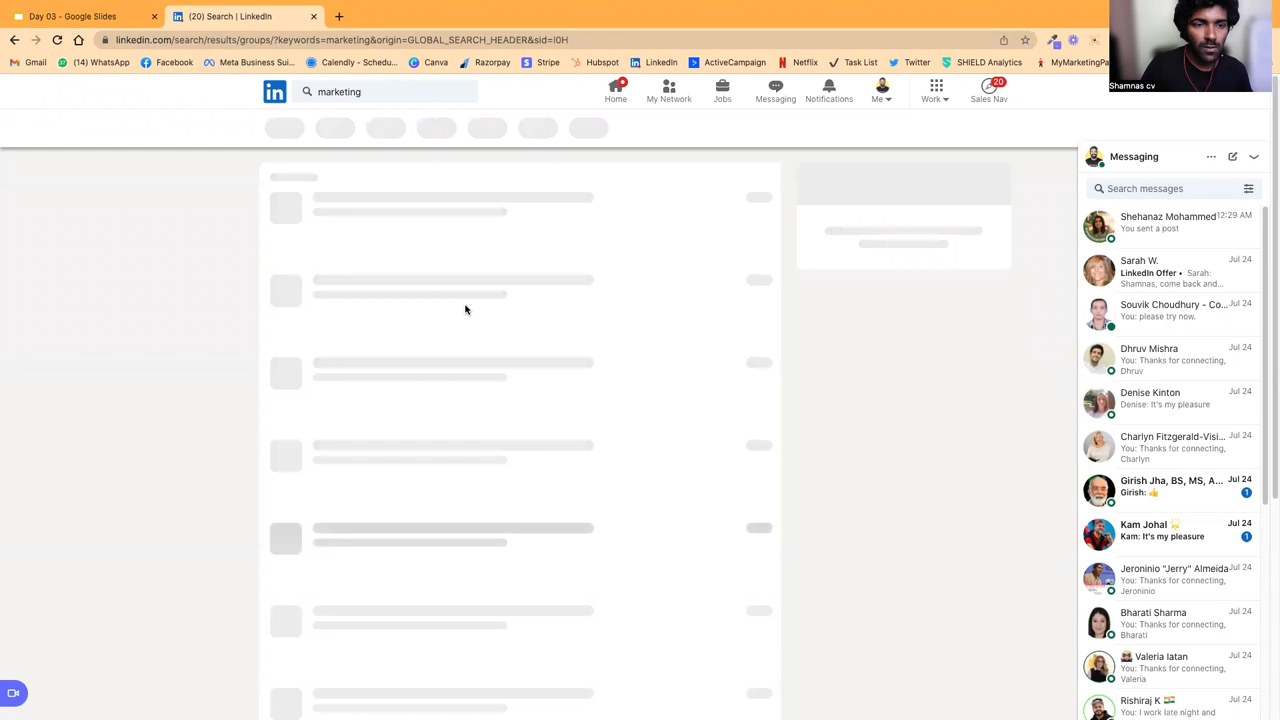 Day 03 - Google Slides
(20) Search | LinkedIn
linkedin.com/search/results/groups/?keywords=marketing&origin=GLOBAL_SEARCH_HEADER&sid=!0H
Gmail
(14) WhatsApp
Facebook
Meta Business Sui...
Calendly - Schedu...
Canva
Razorpay
Stripe
Hubspot
LinkedIn
ActiveCampaign
Netflix
Task List
Twitter
SHIELD Analytics
MyMarketingPa
Shamnas cv
in
marketing
Home
My Network
Jobs
Messaging
Notifications
Me
Work
20
Sales Nav
Messaging
Search messages
Shehanaz Mohammed 12:29 AM
You sent a post
Sarah W. Jul 24
LinkedIn Offer • Sarah:
Shamnas, come back and...
Souvik Choudhury - Co... Jul 24
You: please try now.
Dhruv Mishra Jul 24
You: Thanks for connecting,
Dhruv
Denise Kinton Jul 24
Denise: It's my pleasure
Charlyn Fitzgerald-Visi... Jul 24
You: Thanks for connecting,
Charlyn
Girish Jha, BS, MS, A... Jul 24
Girish: 👍 1
Kam Johal Jul 24
Kam: It's my pleasure 1
Jeroninio "Jerry" Almeida Jul 24
You: Thanks for connecting,
Jeroninio
Bharati Sharma Jul 24
You: Thanks for connecting,
Bharati
Valeria Iatan Jul 24
You: Thanks for connecting,
Valeria
Rishiraj K 🇮🇳 Jul 24
You: I work late night and